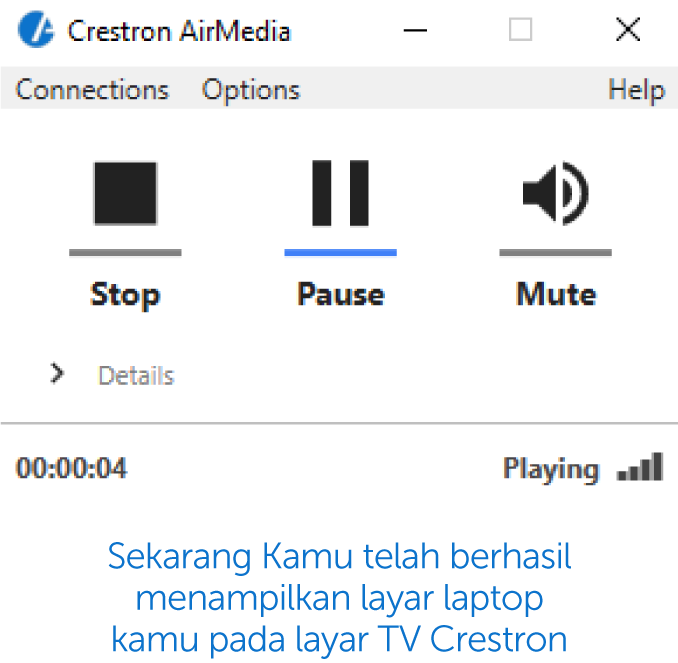 Crestron AirMedia
Connections Options Help
Stop Pause Mute
Details
00:00:04 Playing
Sekarang Kamu telah berhasil
menampilkan layar laptop
kamu pada layar TV Crestron